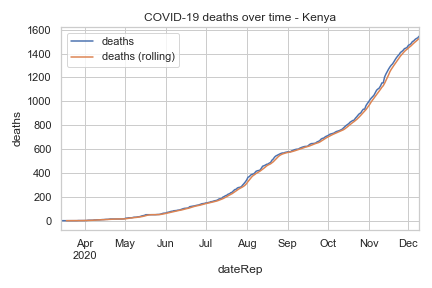 COVID-19 deaths over time - Kenya
deaths
deaths (rolling)
1600
1400
1200
1000
800
600
400
200
0
deaths
Apr May Jun Jul Aug Sep Oct Nov Dec
2020
dateRep